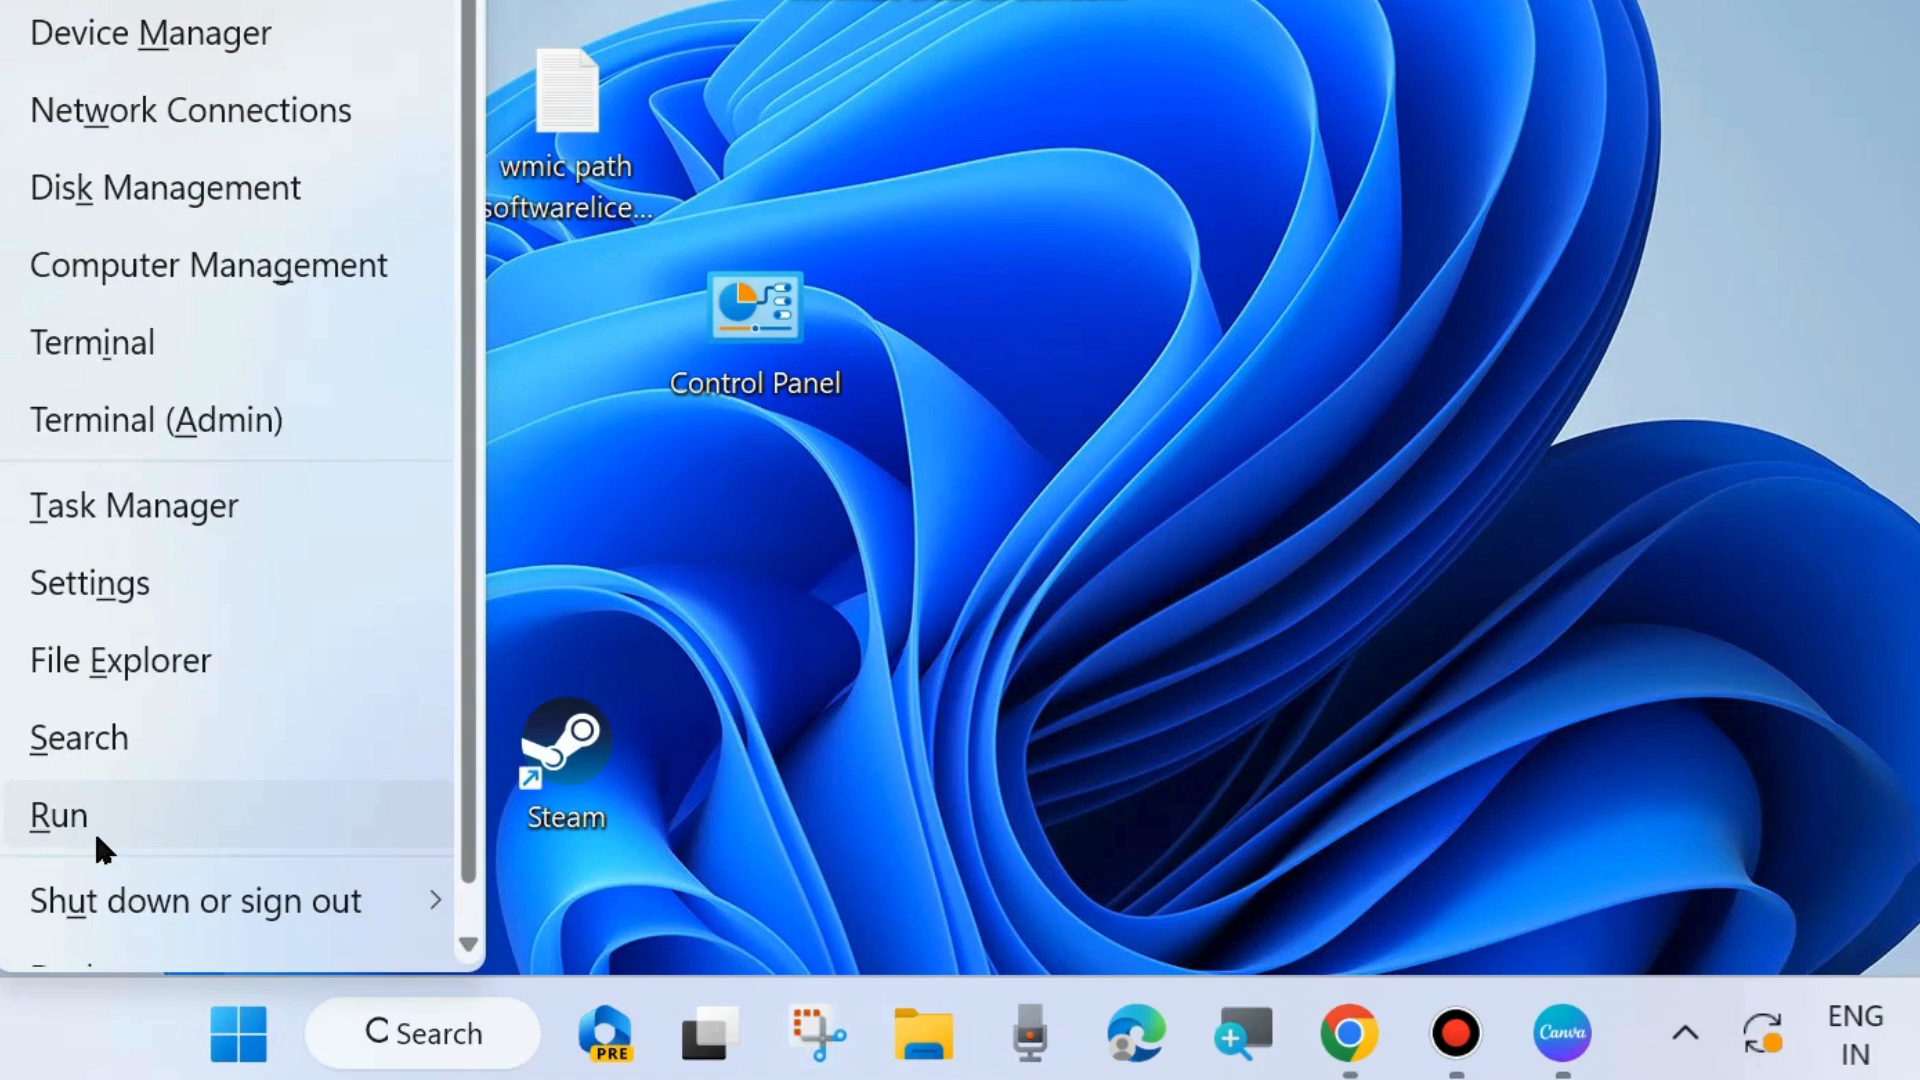 Device Manager
Network Connections
Disk Management
Computer Management
Terminal
Terminal (Admin)
Task Manager
Settings
File Explorer
Search
Run
Shut down or sign out
wmic path
softwarelice...
Control Panel
Steam
Search
PRE
Canva
ENG
IN